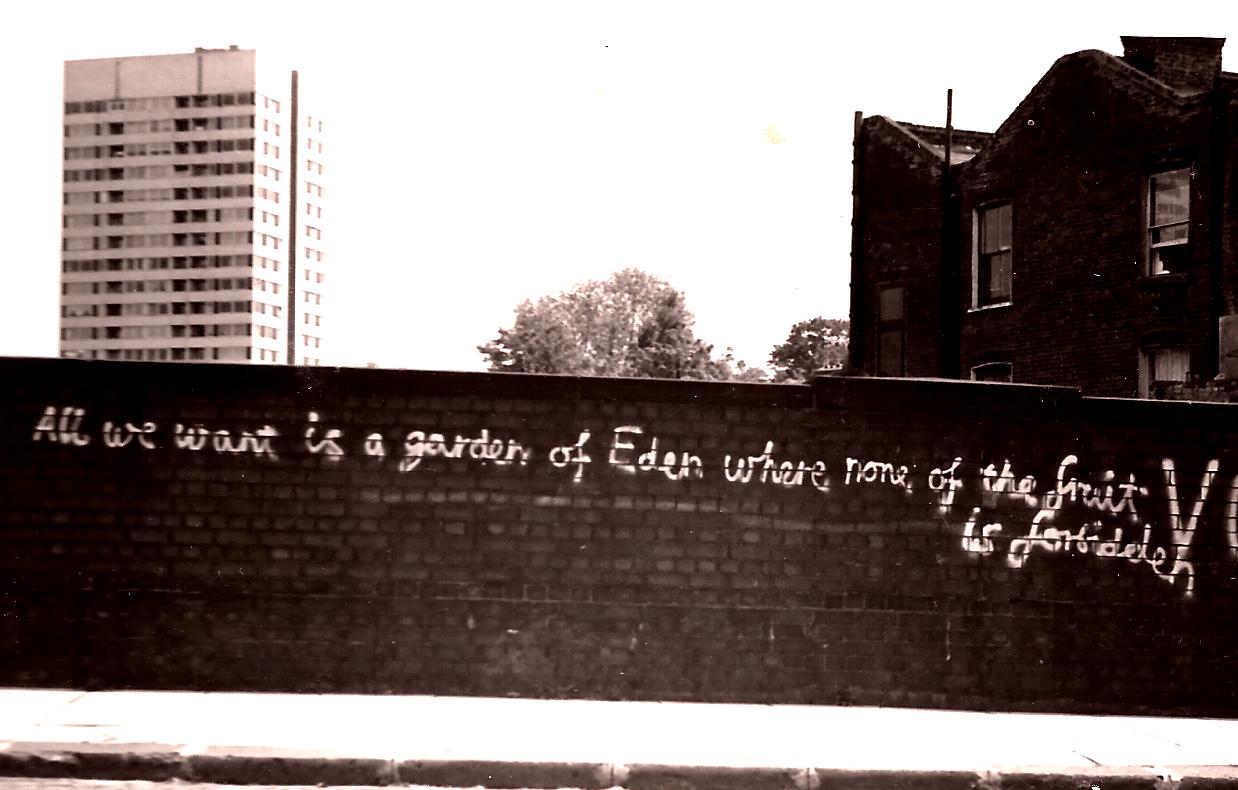 All we want is a garden of Eden where none of the fruit
is forbidden